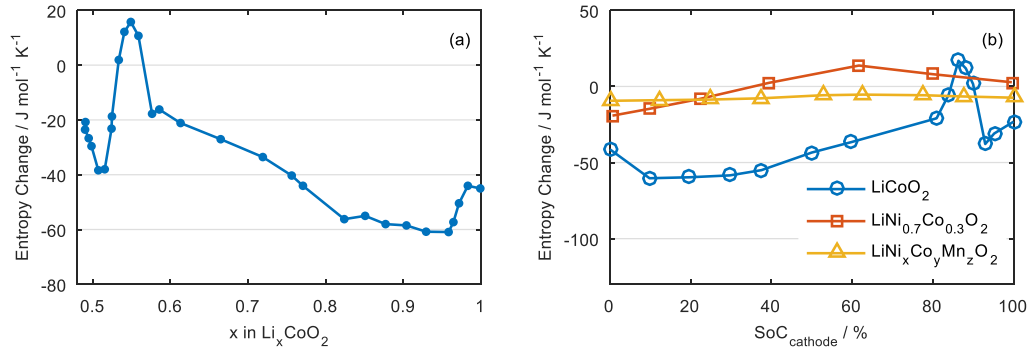 20
0
-20
-40
-60
-80
0.5
0.6
0.7
0.8
0.9
1
Entropy Change / J mol⁻¹ K⁻¹
x in LiₓCoO₂
(a)
50
0
-50
-100
0
20
40
60
80
100
Entropy Change / J mol⁻¹ K⁻¹
SoC_cathode / %
(b)
LiCoO₂
LiNi₀.₇Co₀.₃O₂
LiNiₓCo_yMn_zO₂